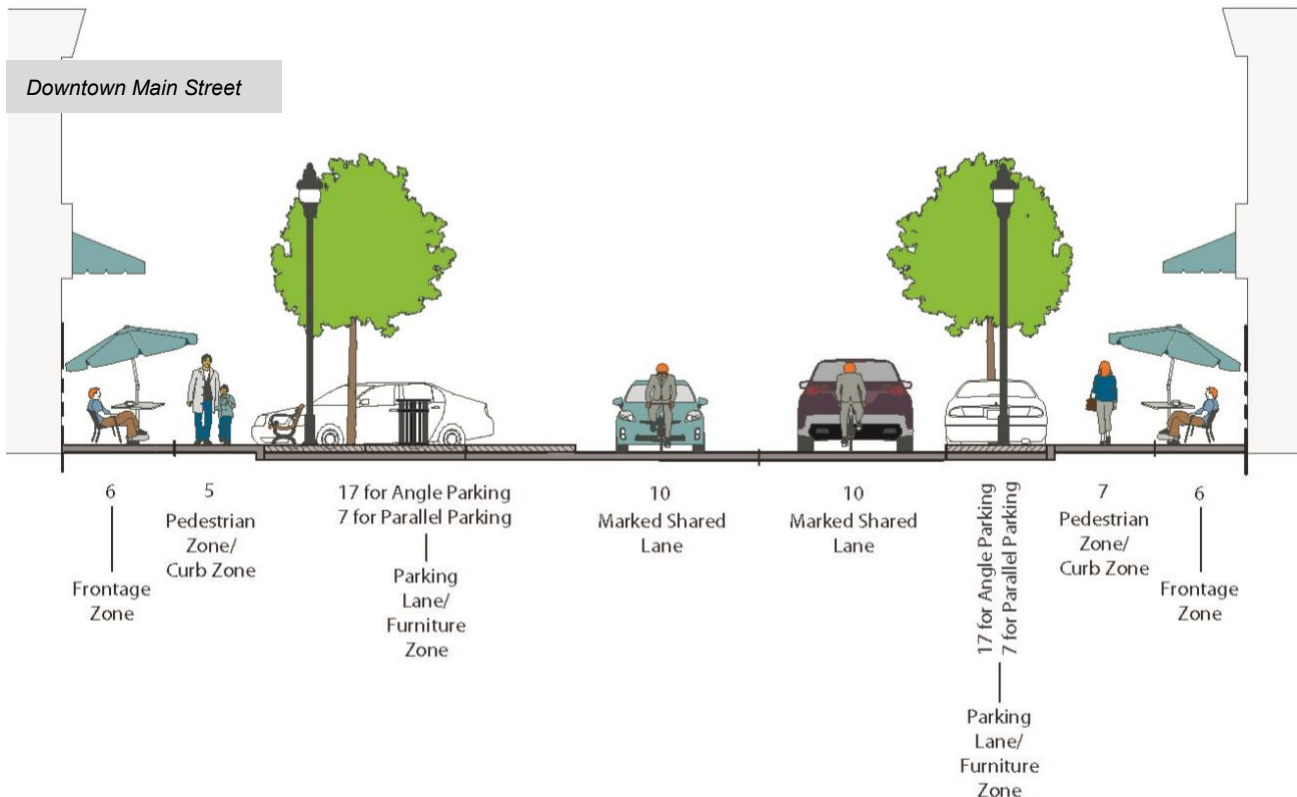 Downtown Main Street
6
Frontage
Zone
5
Pedestrian
Zone/
Curb Zone
17 for Angle Parking
7 for Parallel Parking
Parking
Lane/
Furniture
Zone
10
Marked Shared
Lane
10
Marked Shared
Lane
17 for Angle Parking
7 for Parallel Parking
Parking
Lane/
Furniture
Zone
7
Pedestrian
Zone/
Curb Zone
6
Frontage
Zone